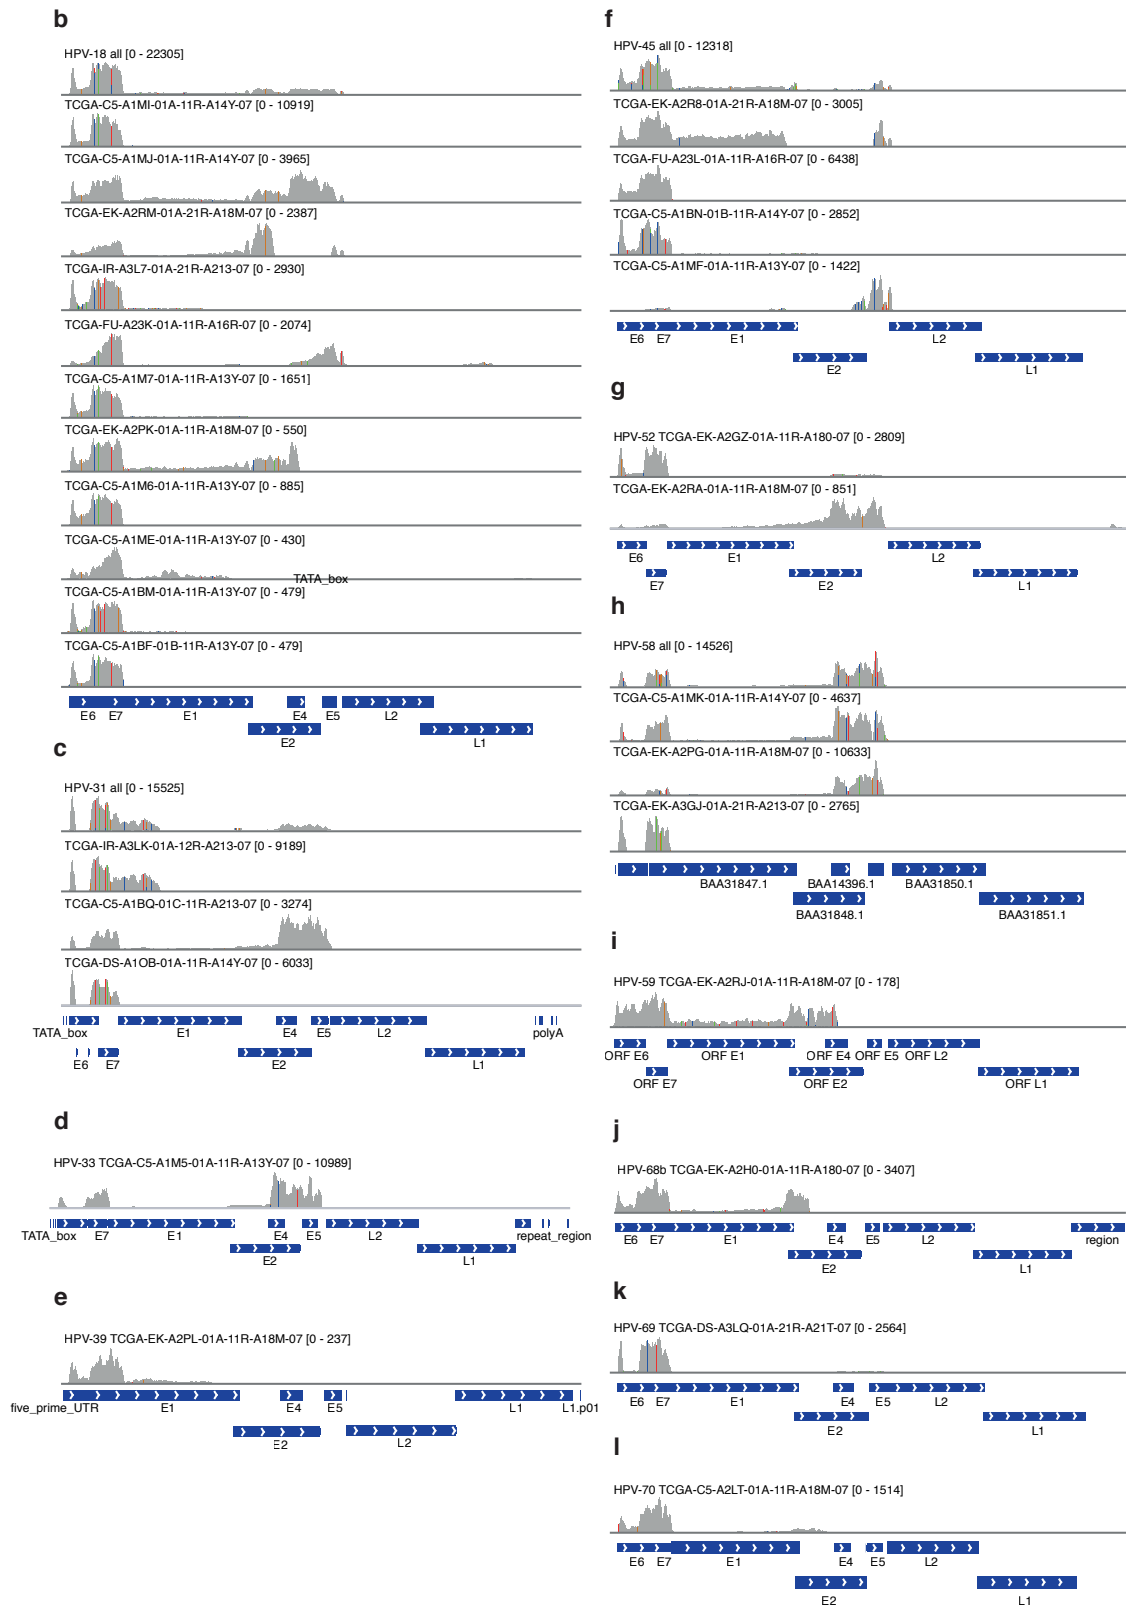 b
HPV-18 all [0 - 22305]
TCGA-C5-A1MI-01A-11R-A14Y-07 [0 - 10919]
TCGA-C5-A1MJ-01A-11R-A14Y-07 [0 - 3965]
TCGA-EK-A2RM-01A-21R-A18M-07 [0 - 2387]
TCGA-IR-A3L7-01A-21R-A213-07 [0 - 2930]
TCGA-FU-A23K-01A-11R-A16R-07 [0 - 2074]
TCGA-C5-A1M7-01A-11R-A13Y-07 [0 - 1651]
TCGA-EK-A2PK-01A-11R-A18M-07 [0 - 550]
TCGA-C5-A1M6-01A-11R-A13Y-07 [0 - 885]
TCGA-C5-A1ME-01A-11R-A13Y-07 [0 - 430]
TATA_box
TCGA-C5-A1BM-01A-11R-A13Y-07 [0 - 479]
TCGA-C5-A1BF-01B-11R-A13Y-07 [0 - 479]
E6 E7 E1 E4 E5 L2
E2 L1
c
HPV-31 all [0 - 15525]
TCGA-IR-A3LK-01A-12R-A213-07 [0 - 9189]
TCGA-C5-A1BQ-01C-11R-A213-07 [0 - 3274]
TCGA-DS-A1OB-01A-11R-A14Y-07 [0 - 6033]
TATA_box E1 E4 E5 L2 polyA
E6 E7 E2 L1
d
HPV-33 TCGA-C5-A1M5-01A-11R-A13Y-07 [0 - 10989]
TATA_box E7 E1 E4 E5 L2 repeat_region
E2 L1
e
HPV-39 TCGA-EK-A2PL-01A-11R-A18M-07 [0 - 237]
five_prime_UTR E1 E4 E5 L1 L1.p01
E2 L2
f
HPV-45 all [0 - 12318]
TCGA-EK-A2R8-01A-21R-A18M-07 [0 - 3005]
TCGA-FU-A23L-01A-11R-A16R-07 [0 - 6438]
TCGA-C5-A1BN-01B-11R-A14Y-07 [0 - 2852]
TCGA-C5-A1MF-01A-11R-A13Y-07 [0 - 1422]
E6 E7 E1 L2
E2 L1
g
HPV-52 TCGA-EK-A2GZ-01A-11R-A180-07 [0 - 2809]
TCGA-EK-A2RA-01A-11R-A18M-07 [0 - 851]
E6 E1 L2
E7 E2 L1
h
HPV-58 all [0 - 14526]
TCGA-C5-A1MK-01A-11R-A14Y-07 [0 - 4637]
TCGA-EK-A2PG-01A-11R-A18M-07 [0 - 10633]
TCGA-EK-A3GJ-01A-21R-A213-07 [0 - 2765]
BAA31847.1 BAA14396.1 BAA31850.1
BAA31848.1 BAA31851.1
i
HPV-59 TCGA-EK-A2RJ-01A-11R-A18M-07 [0 - 178]
ORF E6 ORF E1 ORF E4 ORF E5 ORF L2
ORF E7 ORF E2 ORF L1
j
HPV-68b TCGA-EK-A2H0-01A-11R-A180-07 [0 - 3407]
E6 E7 E1 E4 E5 L2 region
E2 L1
k
HPV-69 TCGA-DS-A3LQ-01A-21R-A21T-07 [0 - 2564]
E6 E7 E1 E4 E5 L2
E2 L1
l
HPV-70 TCGA-C5-A2LT-01A-11R-A18M-07 [0 - 1514]
E6 E7 E1 E4 E5 L2
E2 L1